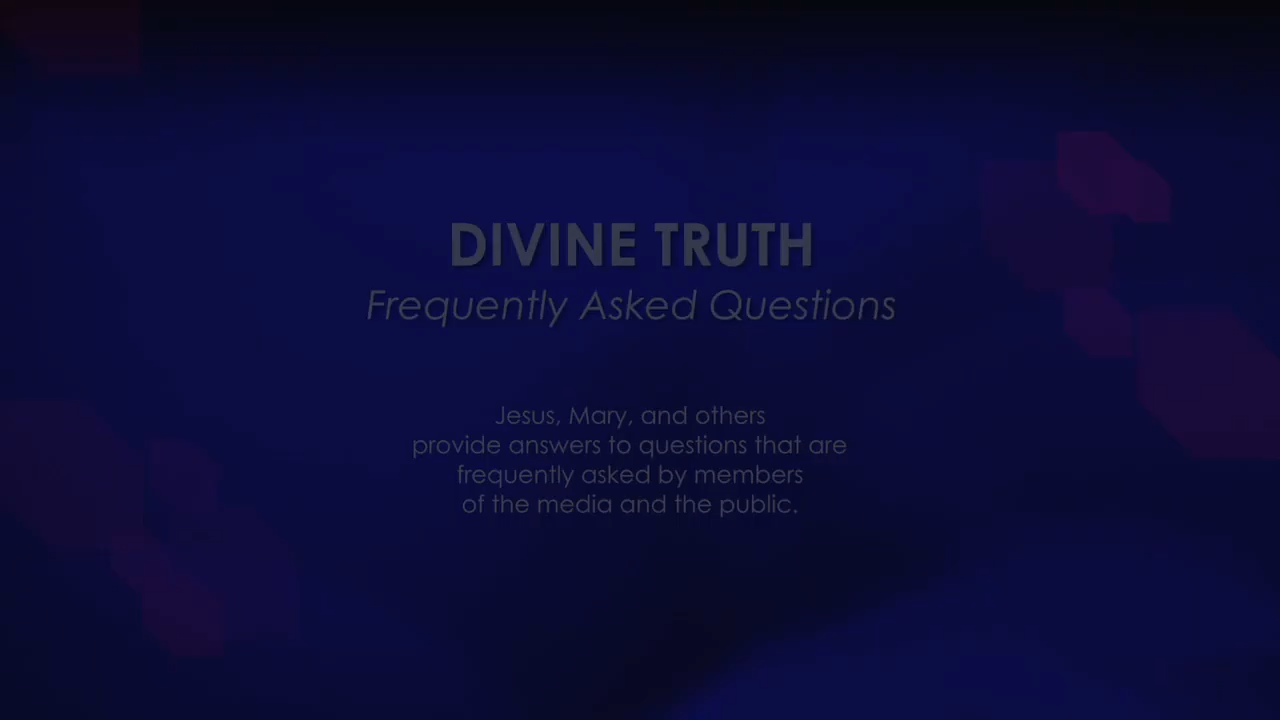 DIVINE TRUTH
Frequently Asked Questions
Jesus, Mary, and others
provide answers to questions that are
frequently asked by members
of the media and the public.